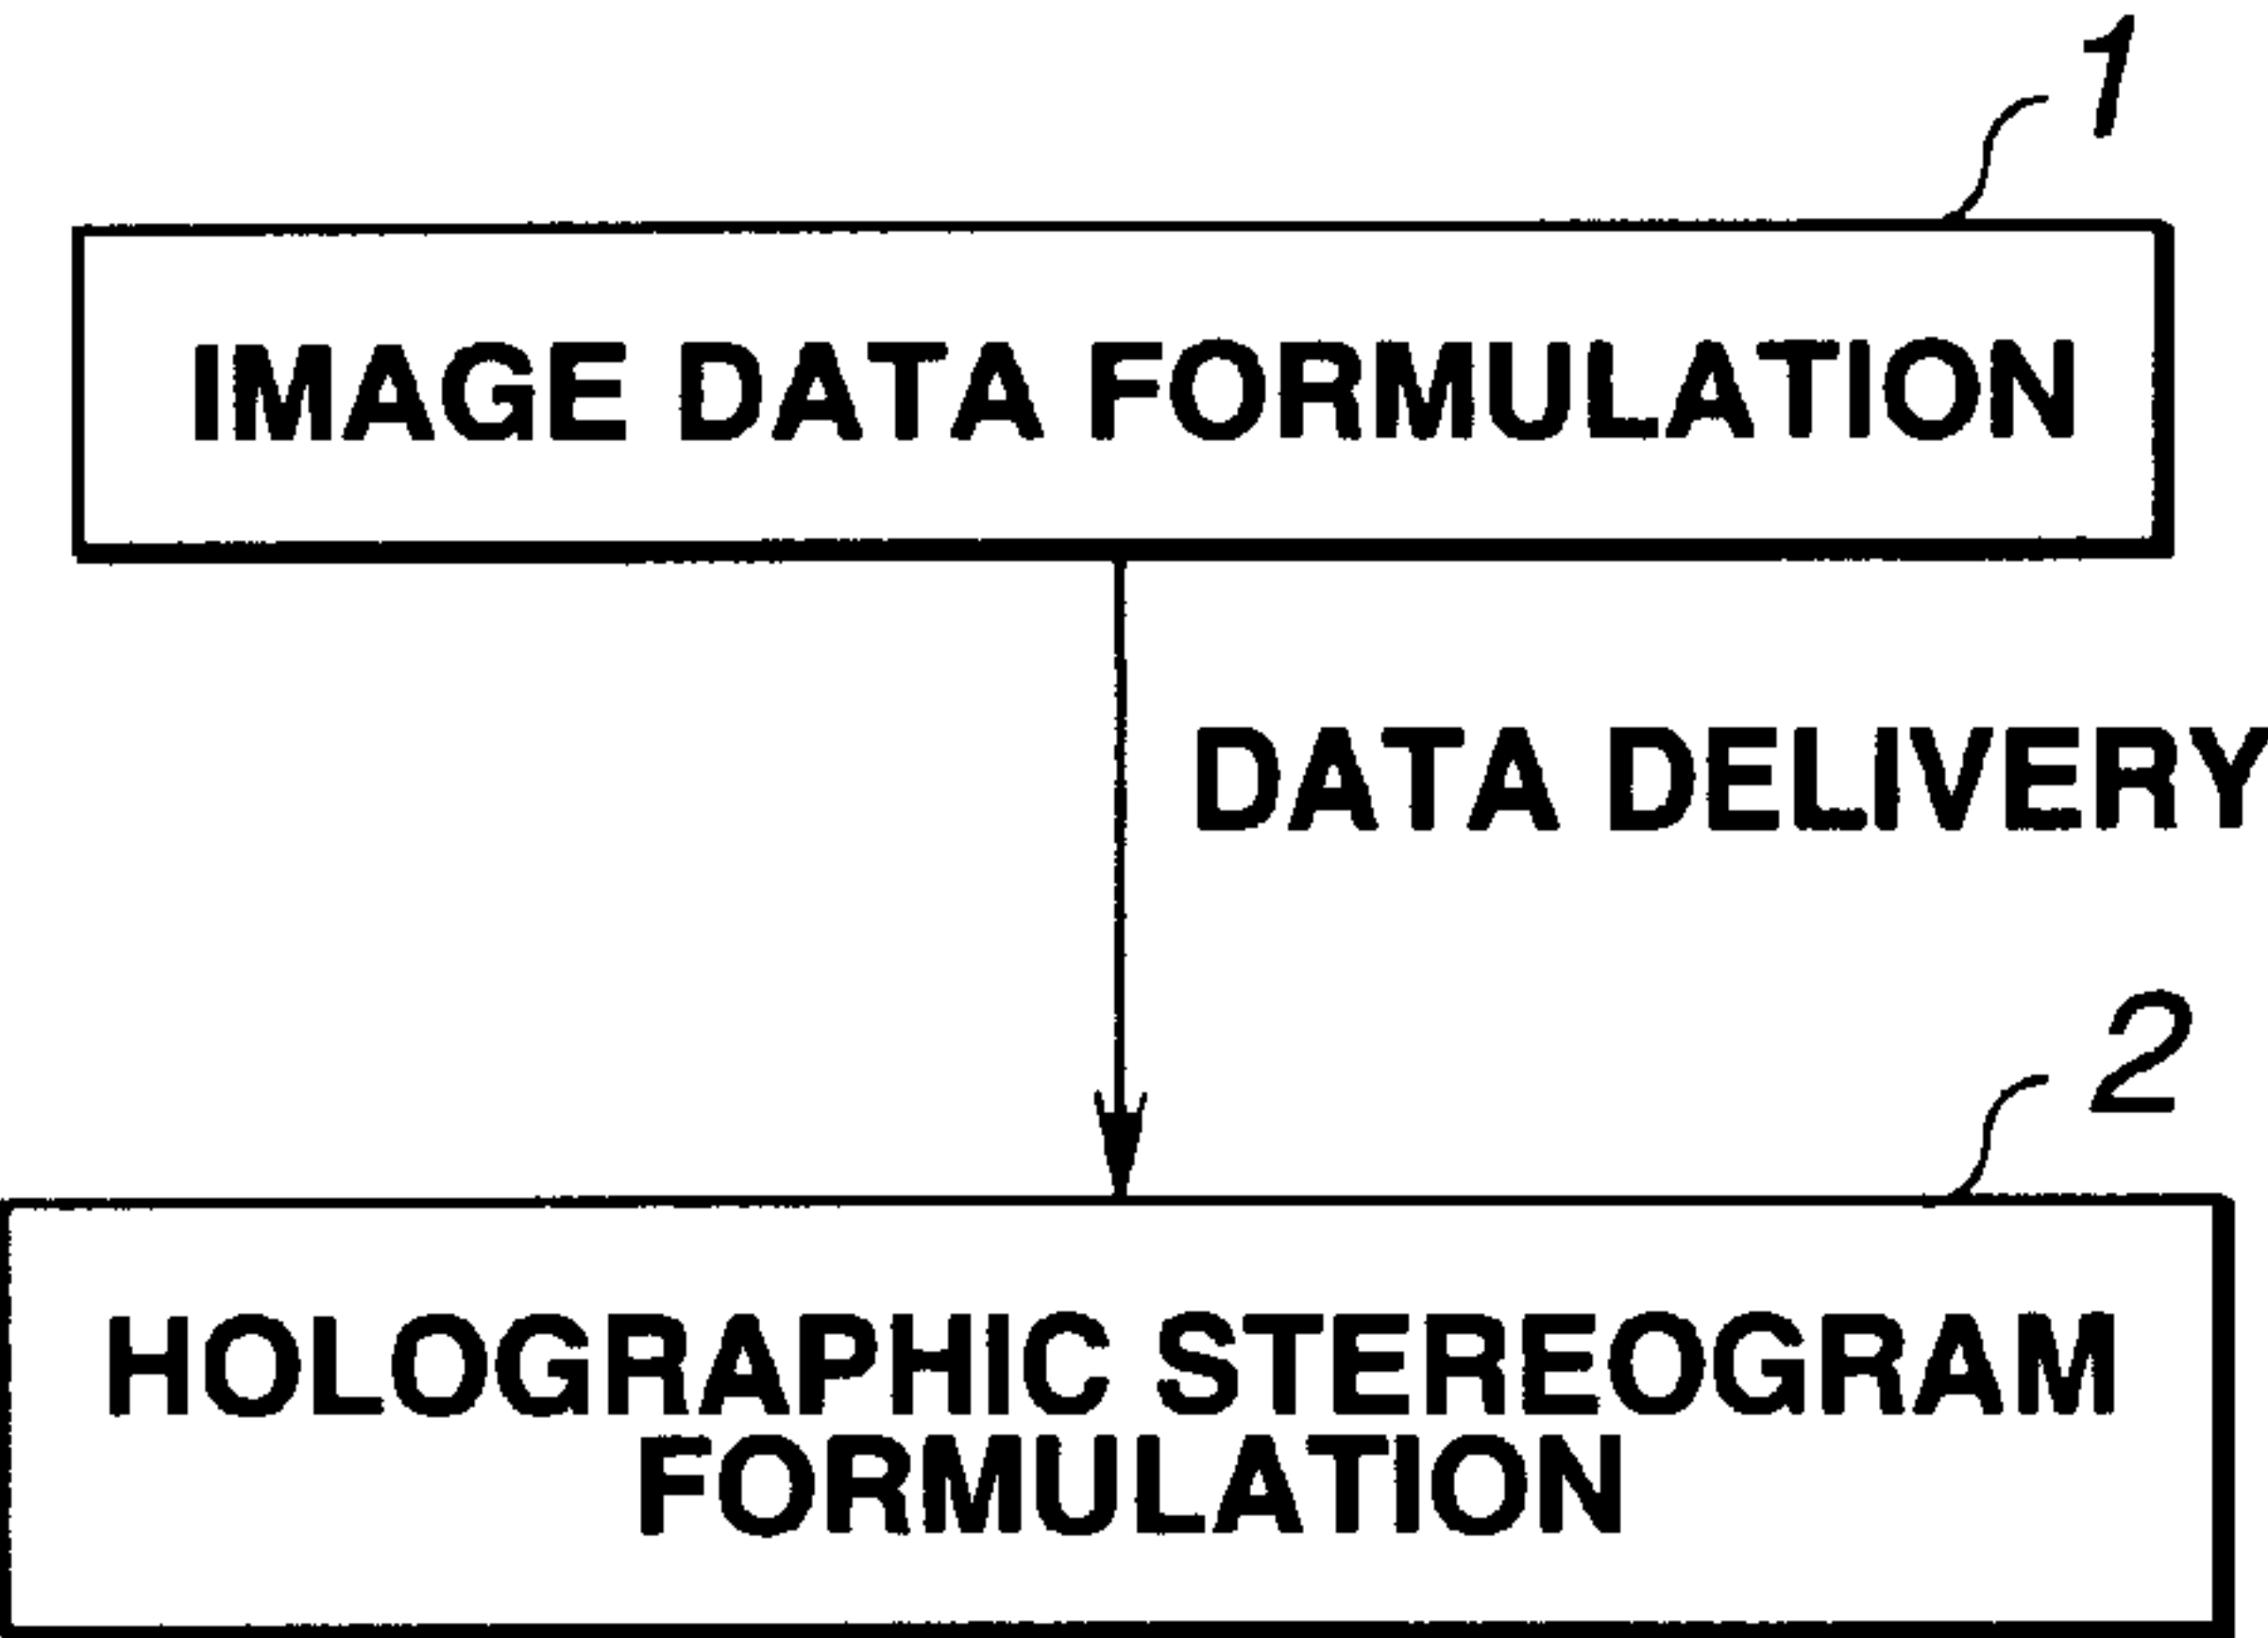 1
IMAGE DATA FORMULATION
DATA DELIVERY
2
HOLOGRAPHIC STEREOGRAM
FORMULATION